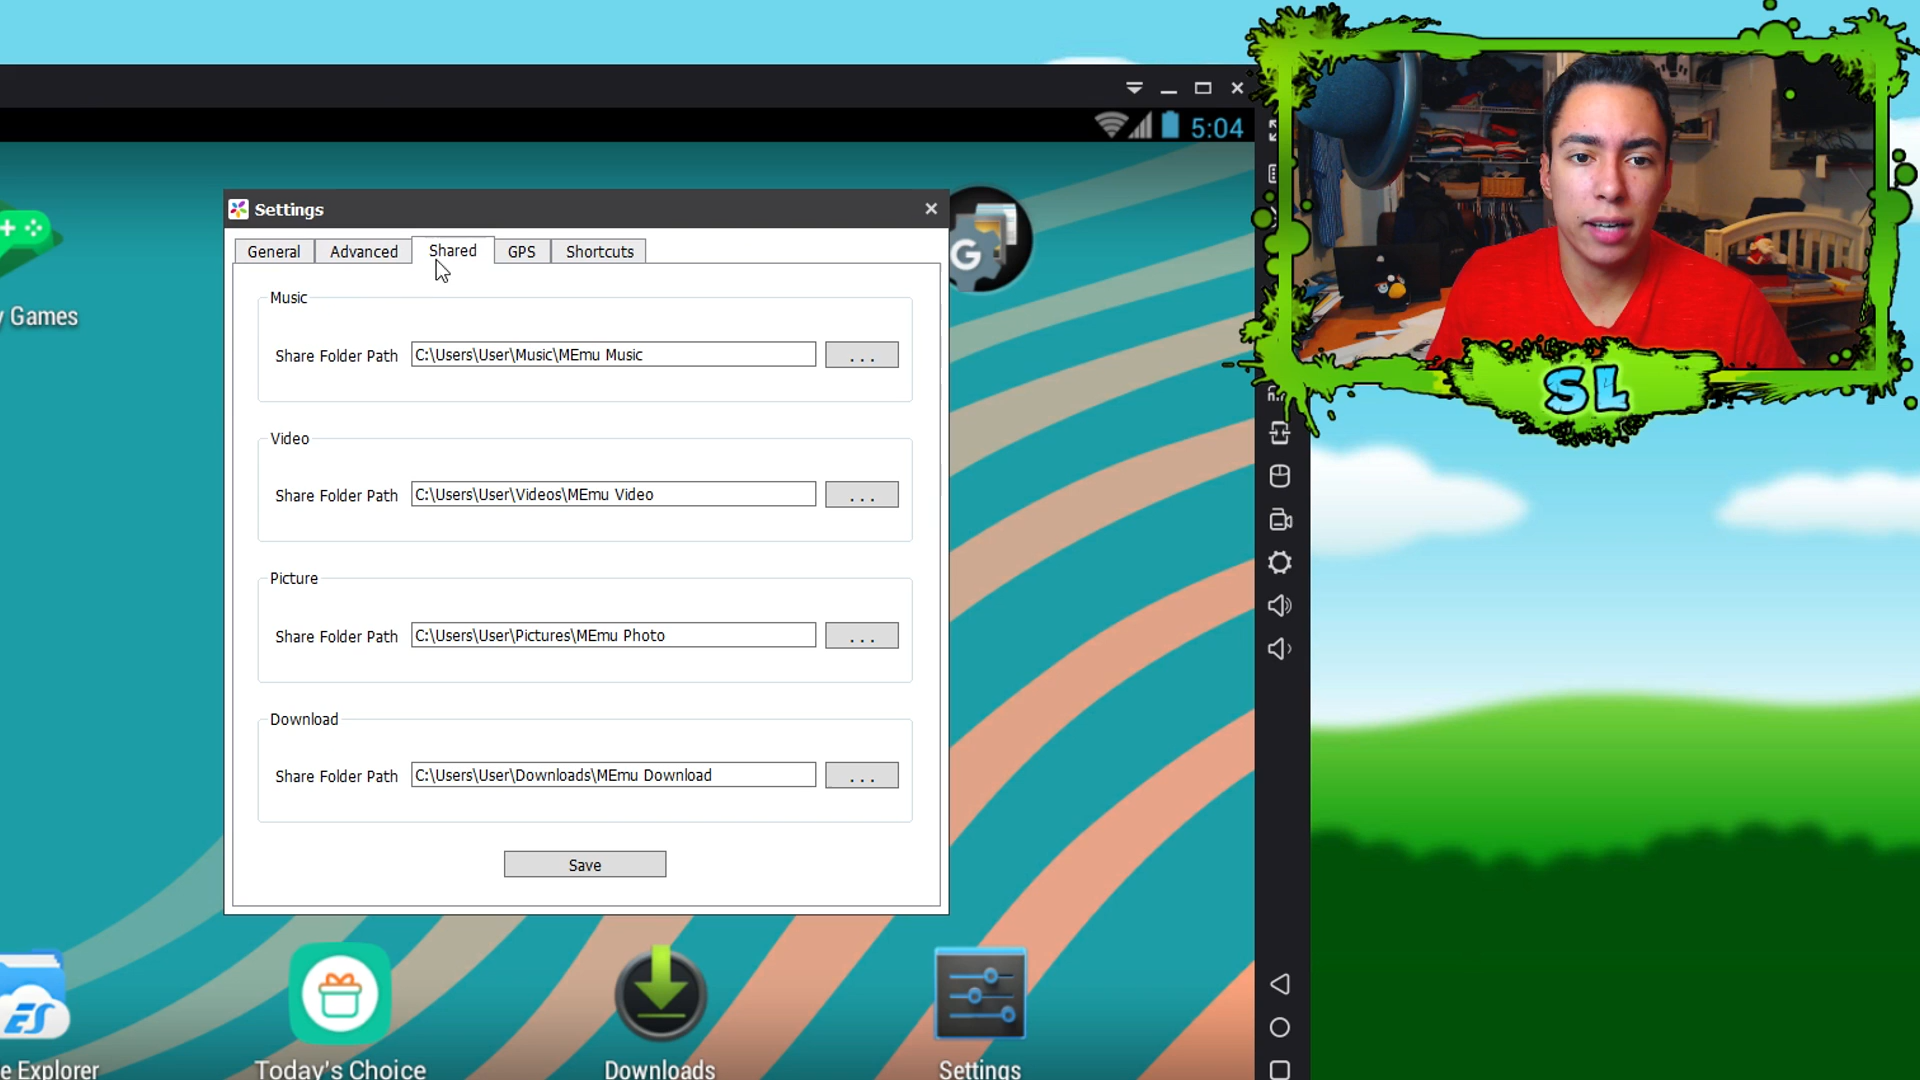 5:04
Settings
General
Advanced
Shared
GPS
Shortcuts
Music
Share Folder Path
C:\Users\User\Music\MEmu Music
...
Video
Share Folder Path
C:\Users\User\Videos\MEmu Video
...
Picture
Share Folder Path
C:\Users\User\Pictures\MEmu Photo
...
Download
Share Folder Path
C:\Users\User\Downloads\MEmu Download
...
Save
y Games
G
SL
ES
e Explorer
Today's Choice
Downloads
Settings